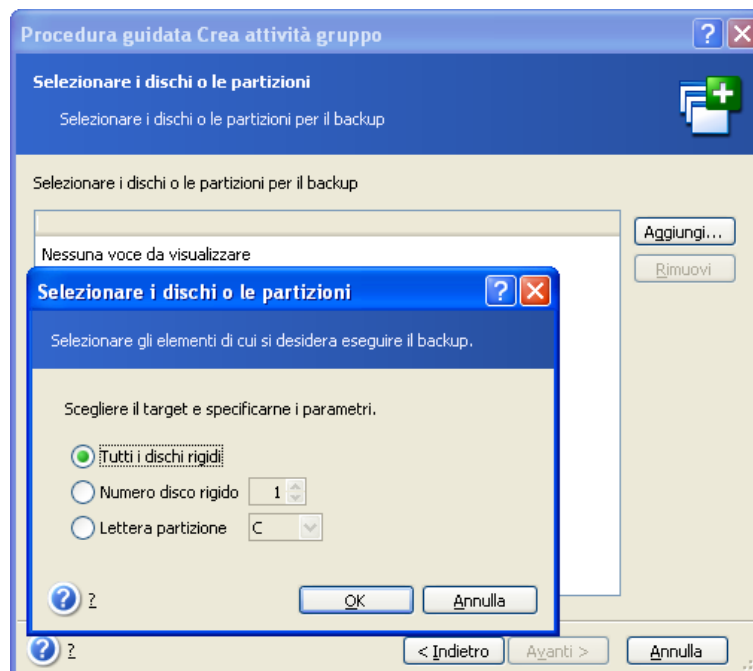 Procedura guidata Crea attività gruppo
Selezionare i dischi o le partizioni
Selezionare i dischi o le partizioni per il backup
Selezionare i dischi o le partizioni per il backup
Aggiungi...
Nessuna voce da visualizzare
Rimuovi
Selezionare i dischi o le partizioni
Selezionare gli elementi di cui si desidera eseguire il backup.
Scegliere il target e specificarne i parametri.
Tutti i dischi rigidi
Numero disco rigido 1
Lettera partizione C
? OK Annulla
? < Indietro Avanti > Annulla